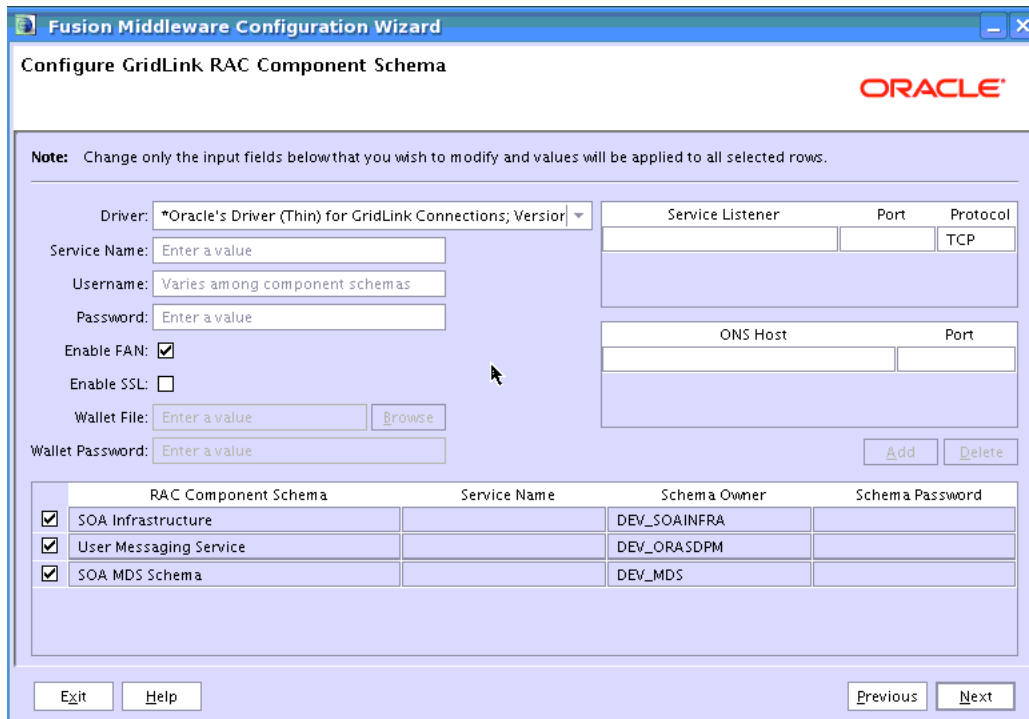 Fusion Middleware Configuration Wizard
Configure GridLink RAC Component Schema
ORACLE
Note: Change only the input fields below that you wish to modify and values will be applied to all selected rows.
Driver: *Oracle's Driver (Thin) for GridLink Connections; Version
Service Name: Enter a value
Username: Varies among component schemas
Password: Enter a value
Enable FAN:
Enable SSL:
Wallet File: Enter a value Browse
Wallet Password: Enter a value
Service Listener Port Protocol
TCP
ONS Host Port
Add Delete
RAC Component Schema Service Name Schema Owner Schema Password
SOA Infrastructure DEV_SOAINFRA
User Messaging Service DEV_ORASDPM
SOA MDS Schema DEV_MDS
Exit Help Previous Next